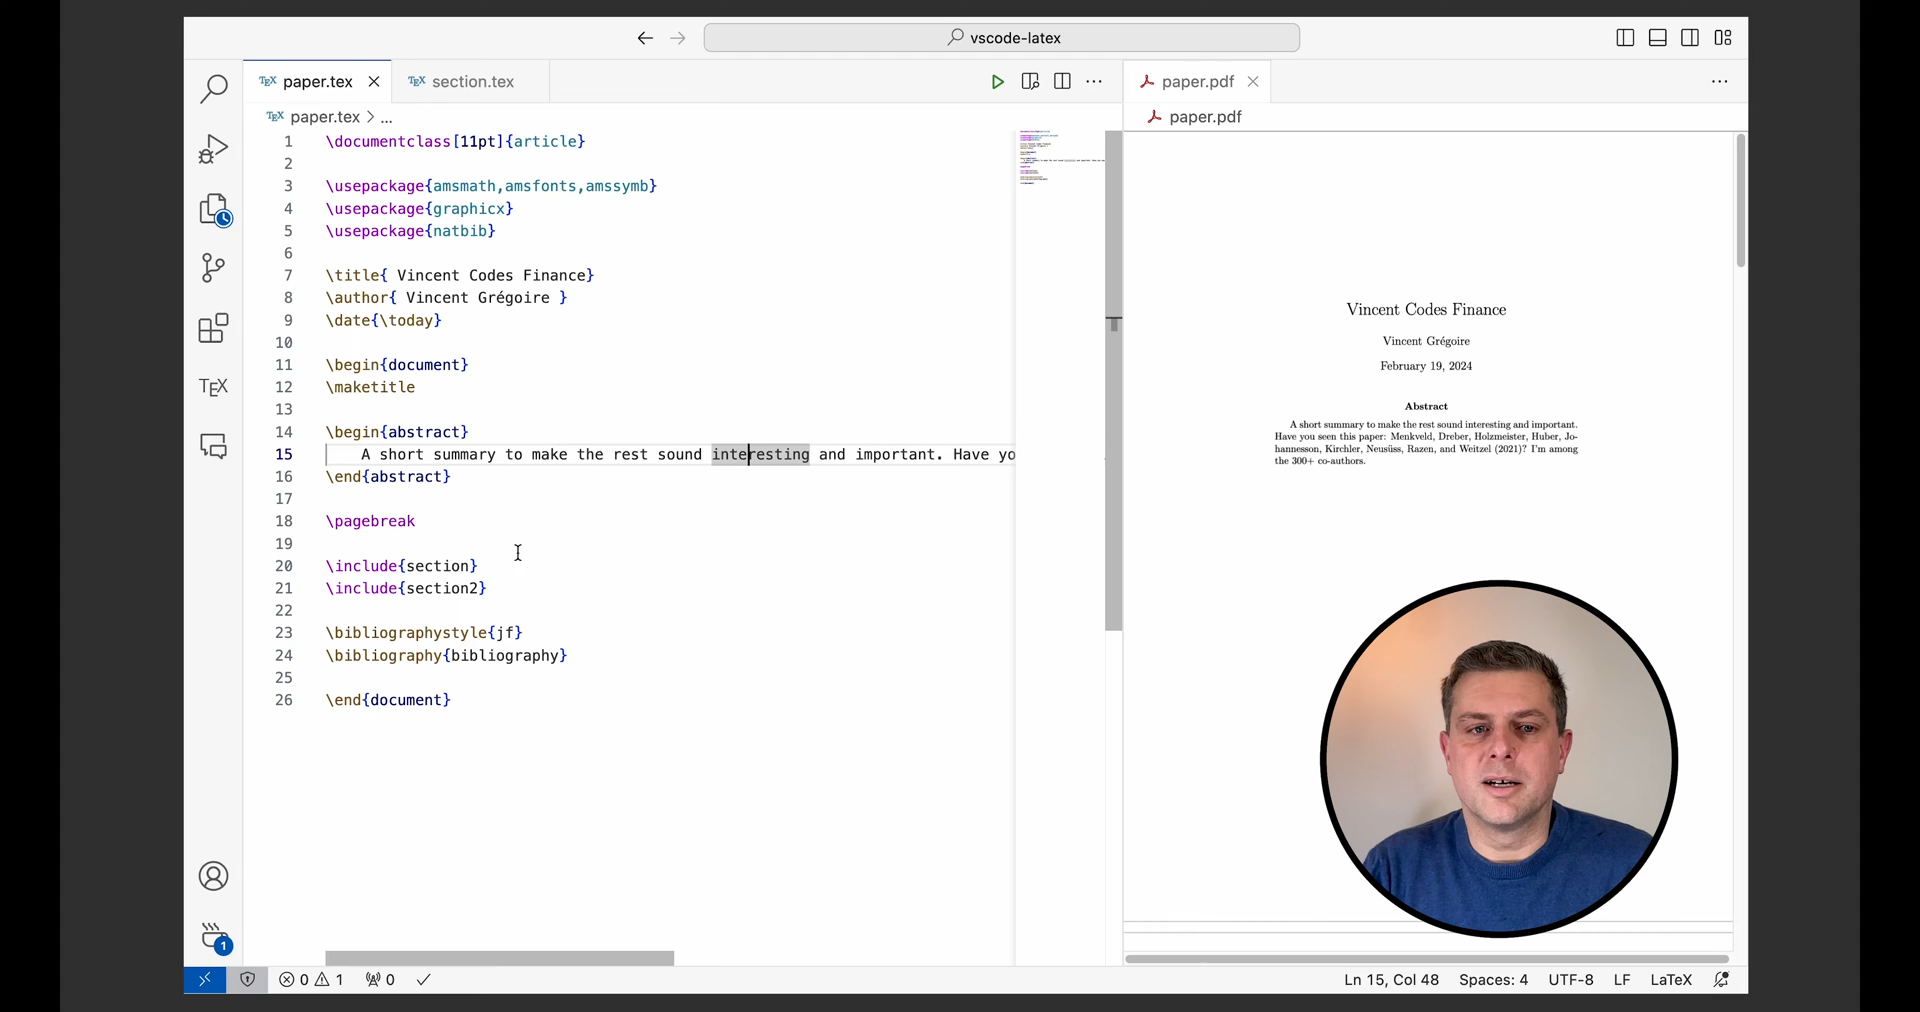 vscode-latex
TEX paper.tex
TEX section.tex
paper.pdf
TEX paper.tex > ...
paper.pdf
1 \documentclass[11pt]{article}
2
3 \usepackage{amsmath,amsfonts,amssymb}
4 \usepackage{graphicx}
5 \usepackage{natbib}
6
7 \title{ Vincent Codes Finance}
8 \author{ Vincent Grégoire }
9 \date{\today}
10
11 \begin{document}
12 \maketitle
13
14 \begin{abstract}
15 A short summary to make the rest sound interesting and important. Have yo
16 \end{abstract}
17
18 \pagebreak
19
20 \include{section}
21 \include{section2}
22
23 \bibliographystyle{jf}
24 \bibliography{bibliography}
25
26 \end{document}
TEX
1
Vincent Codes Finance
Vincent Grégoire
February 19, 2024
Abstract
A short summary to make the rest sound interesting and important.
Have you seen this paper: Menkveld, Dreber, Holzmeister, Huber, Jo-
hannesson, Kirchler, Neusüss, Razen, and Weitzel (2021)? I'm among
the 300+ co-authors.
0 1 0
Ln 15, Col 48 Spaces: 4 UTF-8 LF LaTeX